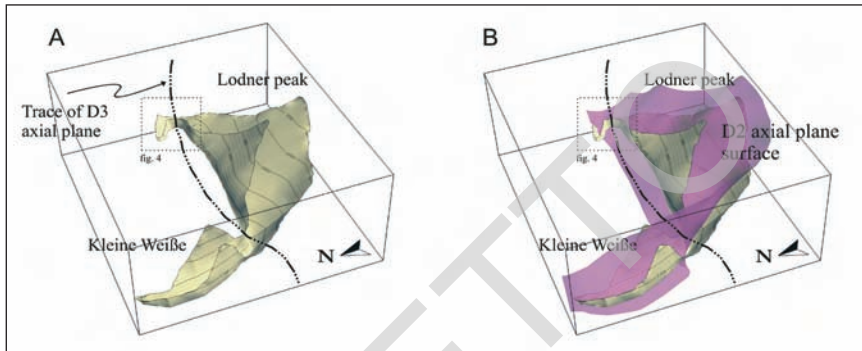 A
Lodner peak
Trace of D3
axial plane
fig. 4
Kleine Weiße
N
B
Lodner peak
D2 axial plane
surface
fig. 4
Kleine Weiße
N